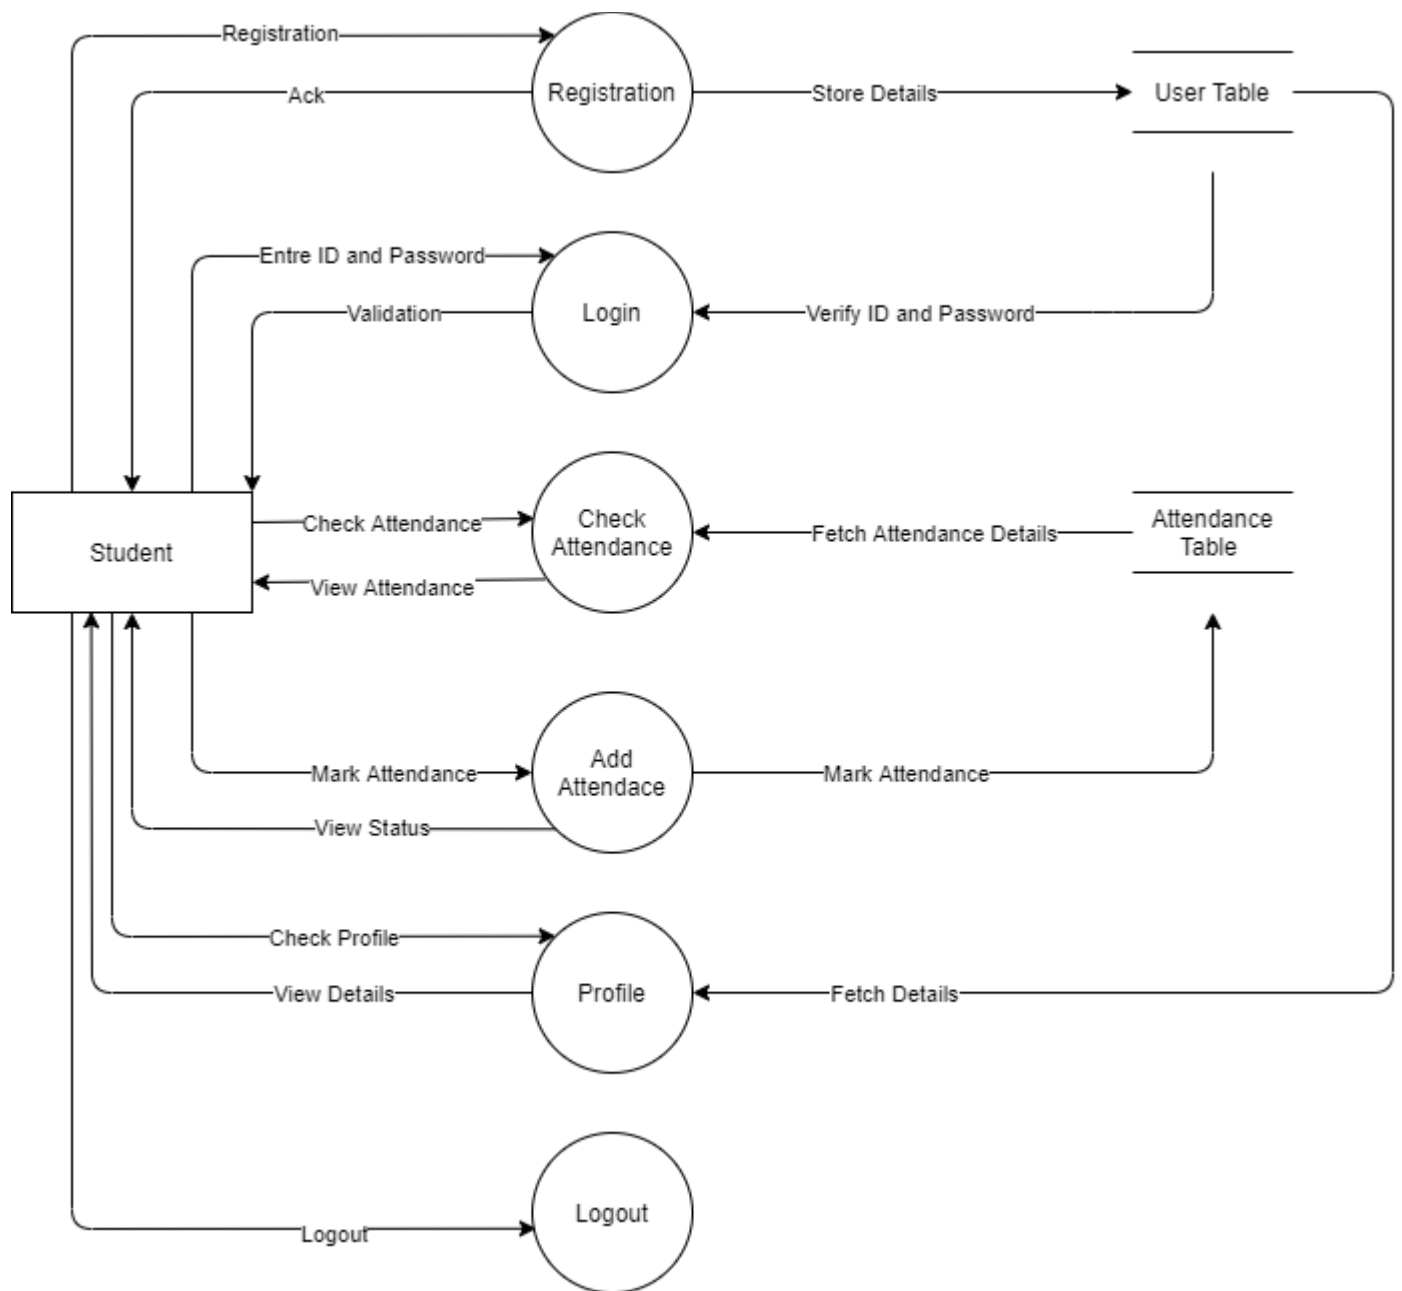 Registration
Ack
Registration
Store Details
User Table
Entre ID and Password
Validation
Login
Verify ID and Password
Student
Check Attendance
View Attendance
Check
Attendance
Fetch Attendance Details
Attendance
Table
Mark Attendance
View Status
Add
Attendace
Mark Attendance
Check Profile
View Details
Profile
Fetch Details
Logout
Logout